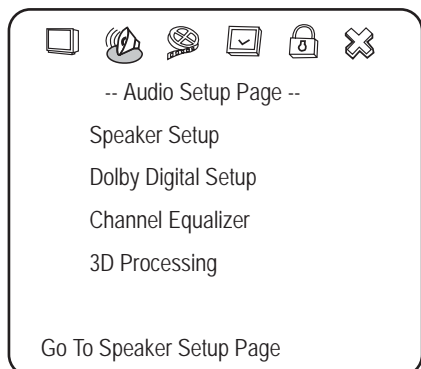 -- Audio Setup Page --
Speaker Setup
Dolby Digital Setup
Channel Equalizer
3D Processing
Go To Speaker Setup Page